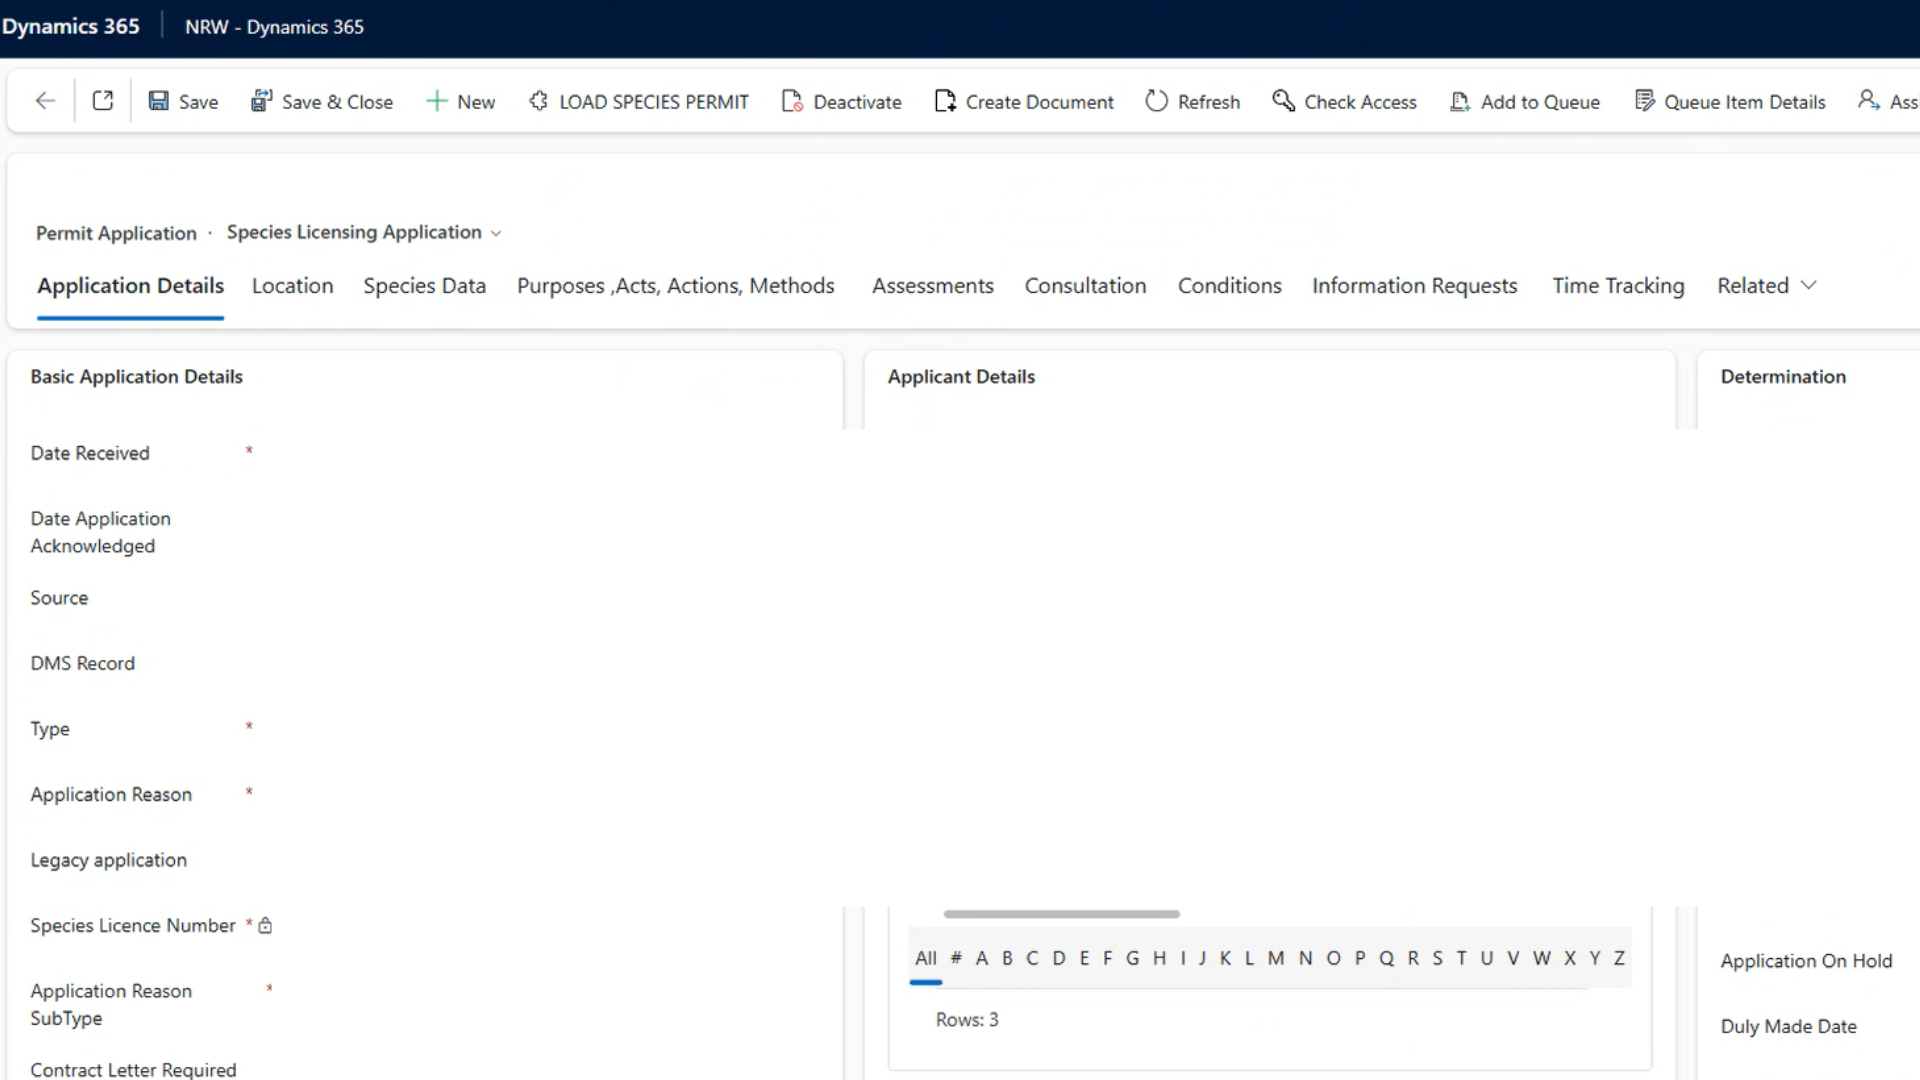 Dynamics 365 NRW - Dynamics 365
Save Save & Close New LOAD SPECIES PERMIT Deactivate Create Document Refresh Check Access Add to Queue Queue Item Details
Permit Application · Species Licensing Application
Application Details Location Species Data Purposes ,Acts, Actions, Methods Assessments Consultation Conditions Information Requests Time Tracking Related
Basic Application Details
Date Received *
Date Application
Acknowledged
Source
DMS Record
Type *
Application Reason *
Legacy application
Species Licence Number *
Application Reason *
SubType
Contract Letter Required
Applicant Details
All # A B C D E F G H I J K L M N O P Q R S T U V W X Y Z
Rows: 3
Determination
Application On Hold
Duly Made Date